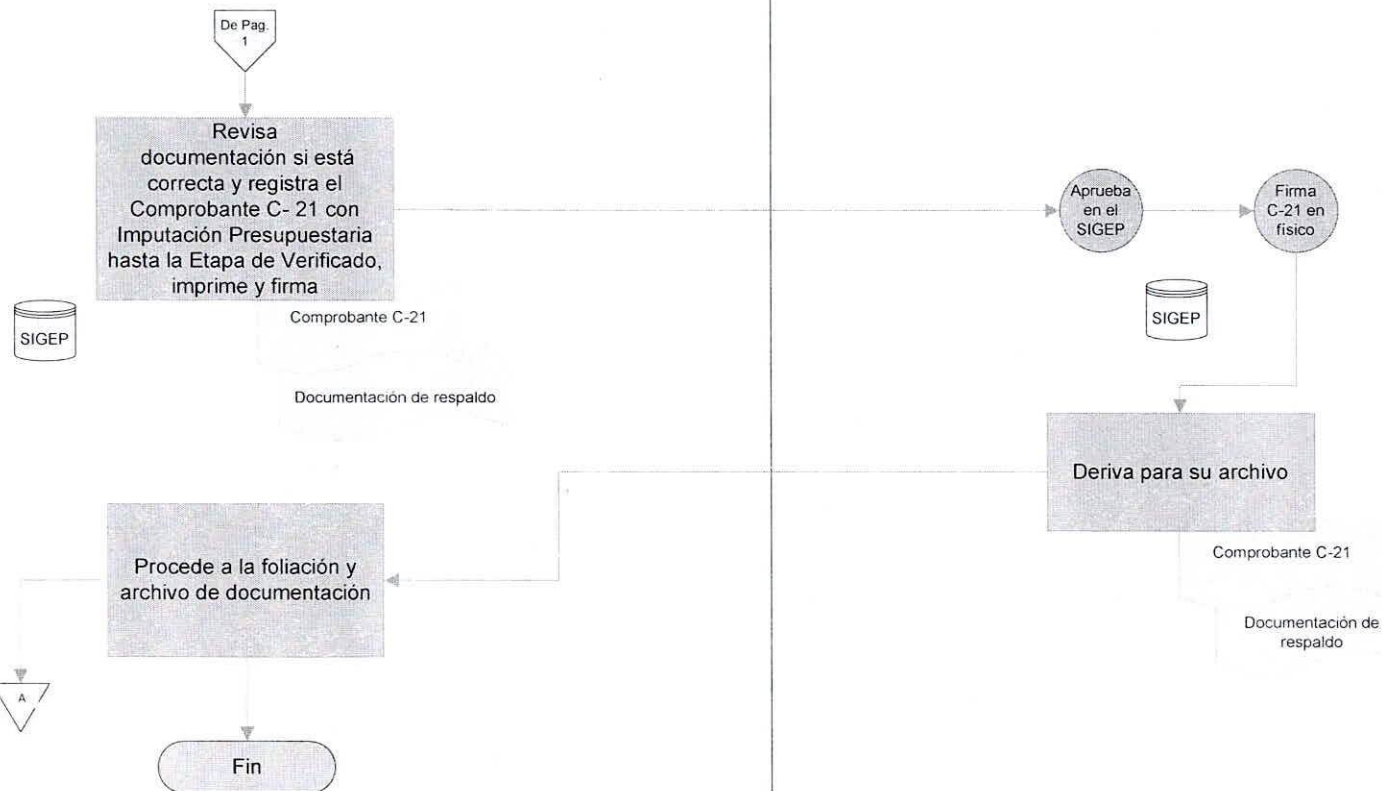 De Pag.
1
Revisa
documentación si está
correcta y registra el
Comprobante C- 21 con
Imputación Presupuestaria
hasta la Etapa de Verificado,
imprime y firma
SIGEP
Comprobante C-21
Documentación de respaldo
Aprueba
en el
SIGEP
Firma
C-21 en
físico
SIGEP
Deriva para su archivo
Comprobante C-21
Documentación de
respaldo
Procede a la foliación y
archivo de documentación
A
Fin